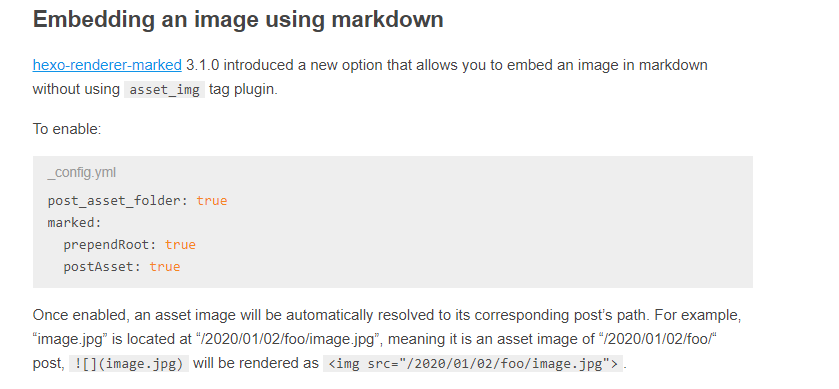 Embedding an image using markdown
hexo-renderer-marked 3.1.0 introduced a new option that allows you to embed an image in markdown
without using asset_img tag plugin.
To enable:
_config.yml
post_asset_folder: true
marked:
  prependRoot: true
  postAsset: true
Once enabled, an asset image will be automatically resolved to its corresponding post’s path. For example,
“image.jpg” is located at “/2020/01/02/foo/image.jpg”, meaning it is an asset image of “/2020/01/02/foo/“
post, ![](image.jpg) will be rendered as <img src="/2020/01/02/foo/image.jpg"> .